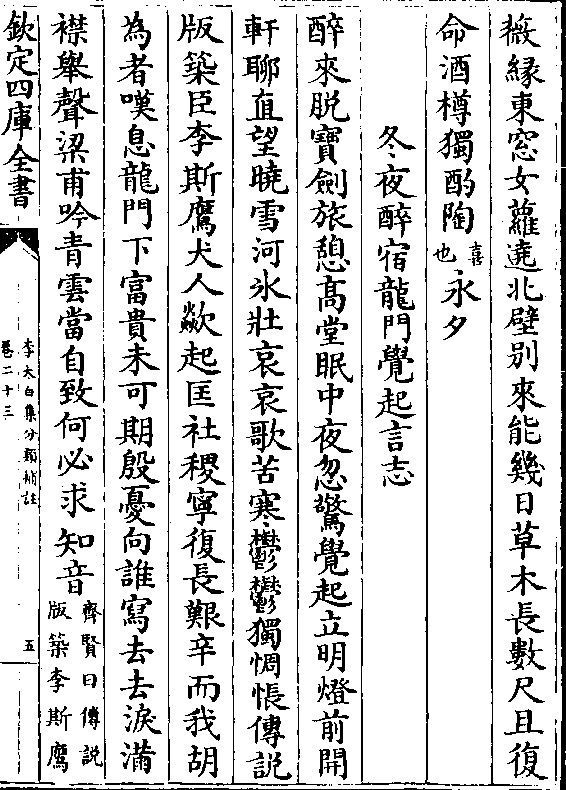 薇緣東窓女蘿遶北壁别來能幾日草木長數尺且復
命酒樽獨酌陶喜也永夕
冬夜醉宿龍門覺起言志
醉來脱寶劍旅憩髙堂眠中夜忽驚覺起立明燈前開
軒聊直望曉雪河氷壯哀哀歌苦寒鬱鬱獨惆悵傅説
版築臣李斯鷹犬人歘起匡社稷寧復長艱辛而我胡
為者嘆息龍門下富貴未可期殷憂向誰寫去去淚滿
襟舉聲梁甫吟青雲當自致何必求知音齊賢曰傅説
版築李斯鷹
欽定四庫全書
李太白集分類補註
卷二十三
五